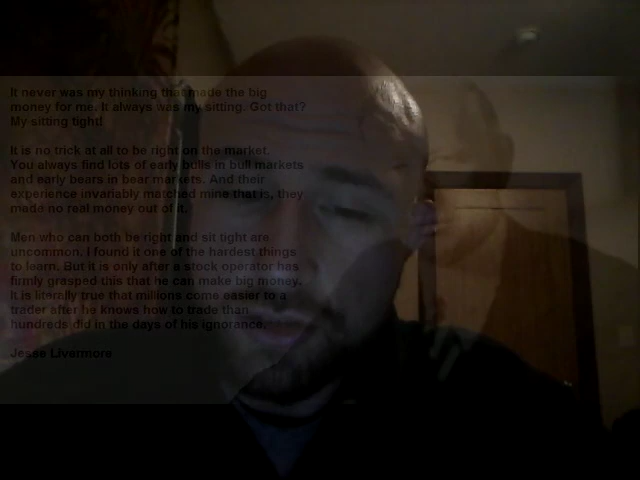 It never was my thinking that made the big
money for me. It always was my sitting. Got that?
My sitting tight!
It is no trick at all to be right on the market.
You always find lots of early bulls in bull markets
and early bears in bear markets. And their
experience invariably matched mine that is, they
made no real money out of it.
Men who can both be right and sit tight are
uncommon. I found it one of the hardest things
to learn. But it is only after a stock operator has
firmly grasped this that he can make big money.
It is literally true that millions come easier to a
trader after he knows how to trade than
hundreds did in the days of his ignorance.
Jesse Livermore